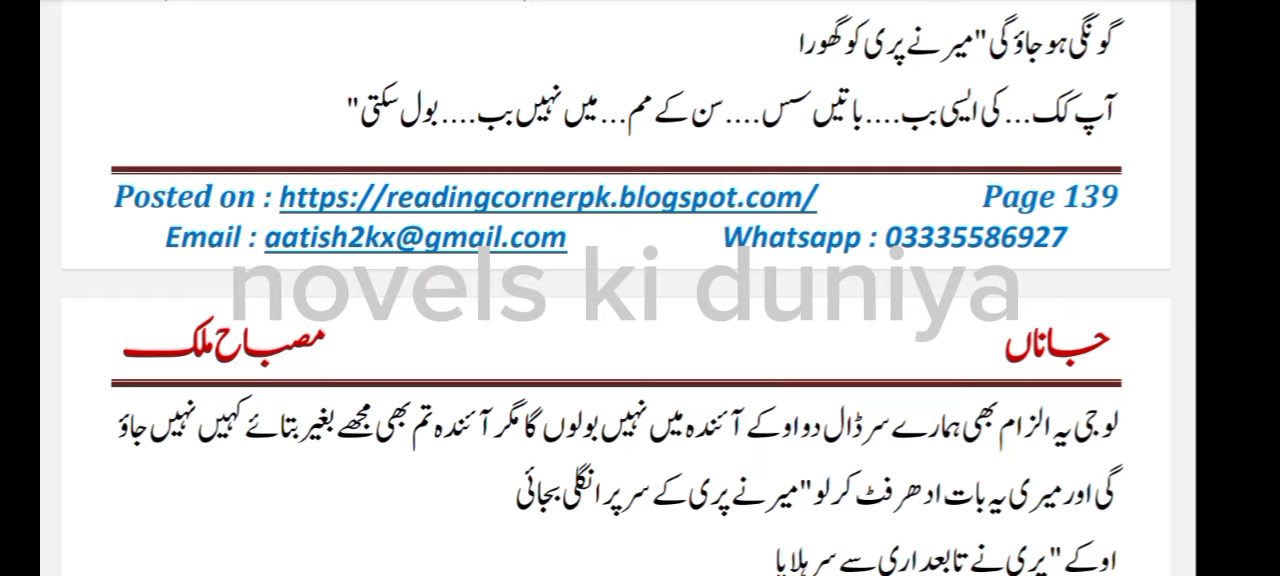 گونگی ہو جاؤ گی" میر نے پری کو گھورا
آپ کک... کی ایسی بب.... باتیں سس.... سن کے مم... میں نہیں بب.... بول سکتی"
Posted on : https://readingcornerpk.blogspot.com/ Page 139
Email : aatish2kx@gmail.com Whatsapp : 03335586927
novels ki duniya
جاناں مصباح ملک
لو جی یہ الزام بھی ہمارے سر ڈال دو اوکے آئندہ میں نہیں بولوں گا مگر آئندہ تم بھی مجھے بغیر بتائے کہیں نہیں جاؤ
گی اور میری یہ بات ادھر فٹ کر لو" میر نے پری کے سر پر انگلی بجائی
اوکے" پری نے تابعداری سے سر ہلایا